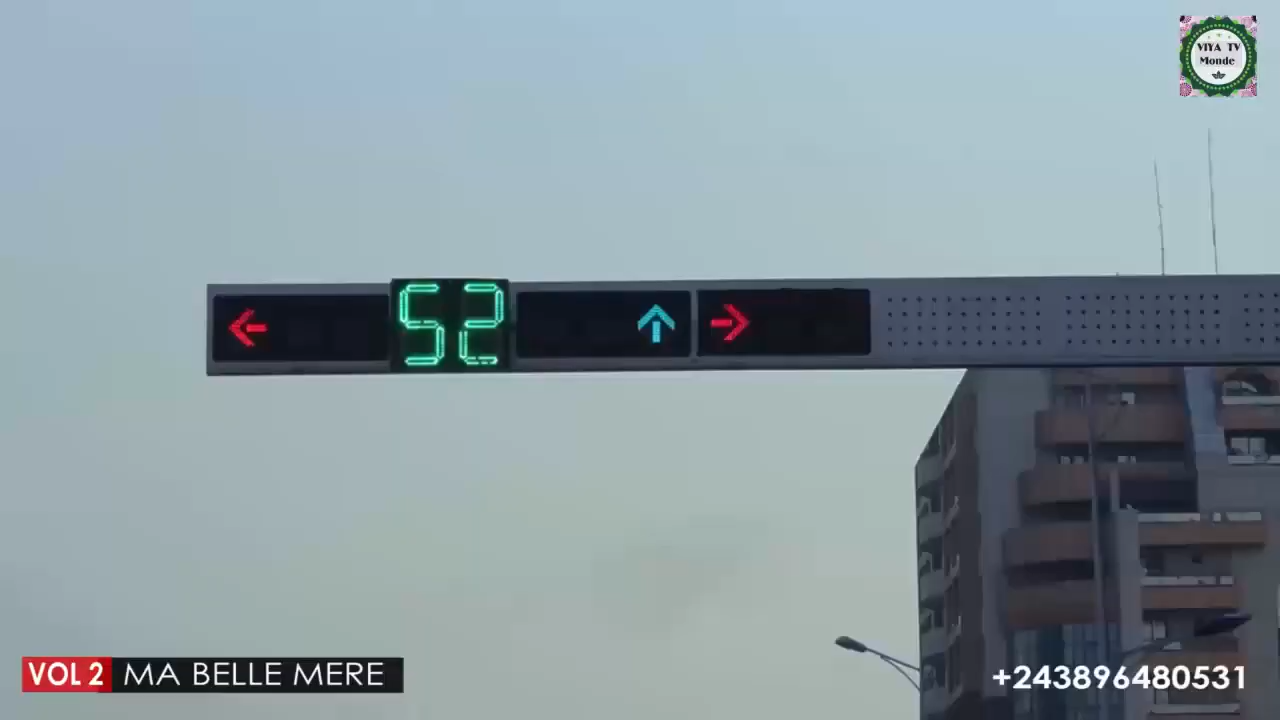 VIYA TV
Monde
52
VOL 2 MA BELLE MERE
+243896480531